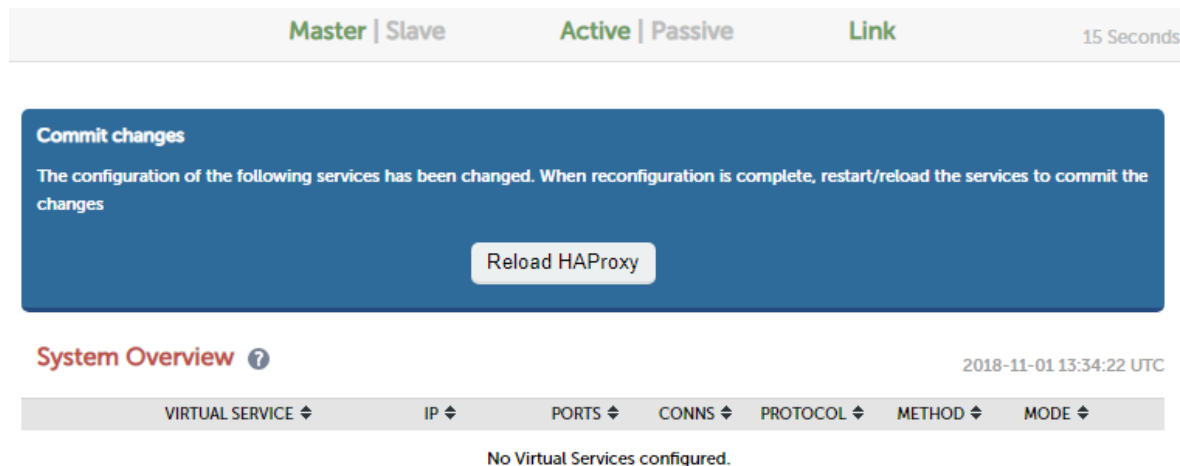 Master | Slave Active | Passive Link 15 Seconds
Commit changes
The configuration of the following services has been changed. When reconfiguration is complete, restart/reload the services to commit the
changes
Reload HAProxy
System Overview ? 2018-11-01 13:34:22 UTC
VIRTUAL SERVICE IP PORTS CONNS PROTOCOL METHOD MODE
No Virtual Services configured.